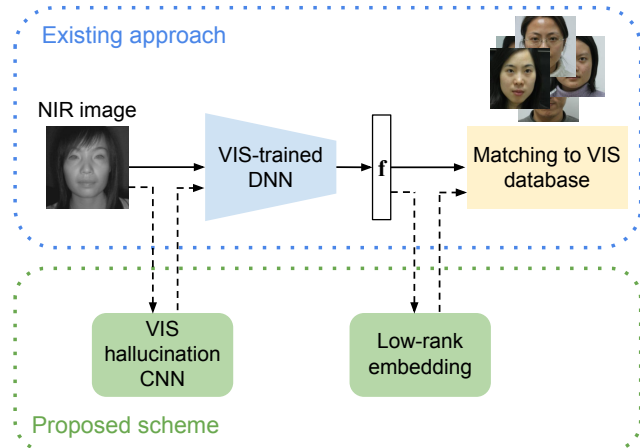 Existing approach
NIR image
VIS-trained
DNN
f
Matching to VIS
database
VIS
hallucination
CNN
Low-rank
embedding
Proposed scheme